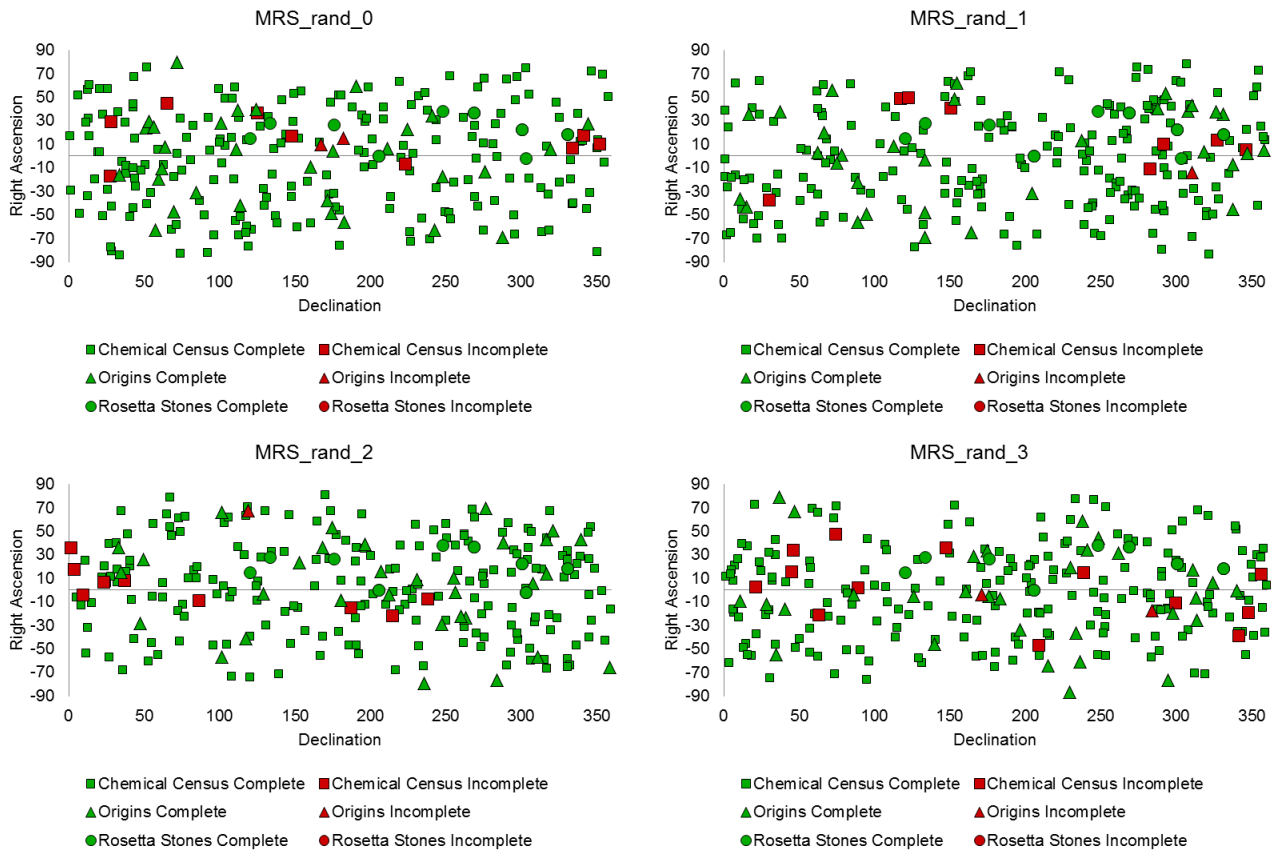 MRS_rand_0
90
70
50
30
10
-10
-30
-50
-70
-90
Right Ascension
0 50 100 150 200 250 300 350
Declination
Chemical Census Complete Chemical Census Incomplete
Origins Complete Origins Incomplete
Rosetta Stones Complete Rosetta Stones Incomplete
MRS_rand_1
90
70
50
30
10
-10
-30
-50
-70
-90
Right Ascension
0 50 100 150 200 250 300 350
Declination
Chemical Census Complete Chemical Census Incomplete
Origins Complete Origins Incomplete
Rosetta Stones Complete Rosetta Stones Incomplete
MRS_rand_2
90
70
50
30
10
-10
-30
-50
-70
-90
Right Ascension
0 50 100 150 200 250 300 350
Declination
Chemical Census Complete Chemical Census Incomplete
Origins Complete Origins Incomplete
Rosetta Stones Complete Rosetta Stones Incomplete
MRS_rand_3
90
70
50
30
10
-10
-30
-50
-70
-90
Right Ascension
0 50 100 150 200 250 300 350
Declination
Chemical Census Complete Chemical Census Incomplete
Origins Complete Origins Incomplete
Rosetta Stones Complete Rosetta Stones Incomplete